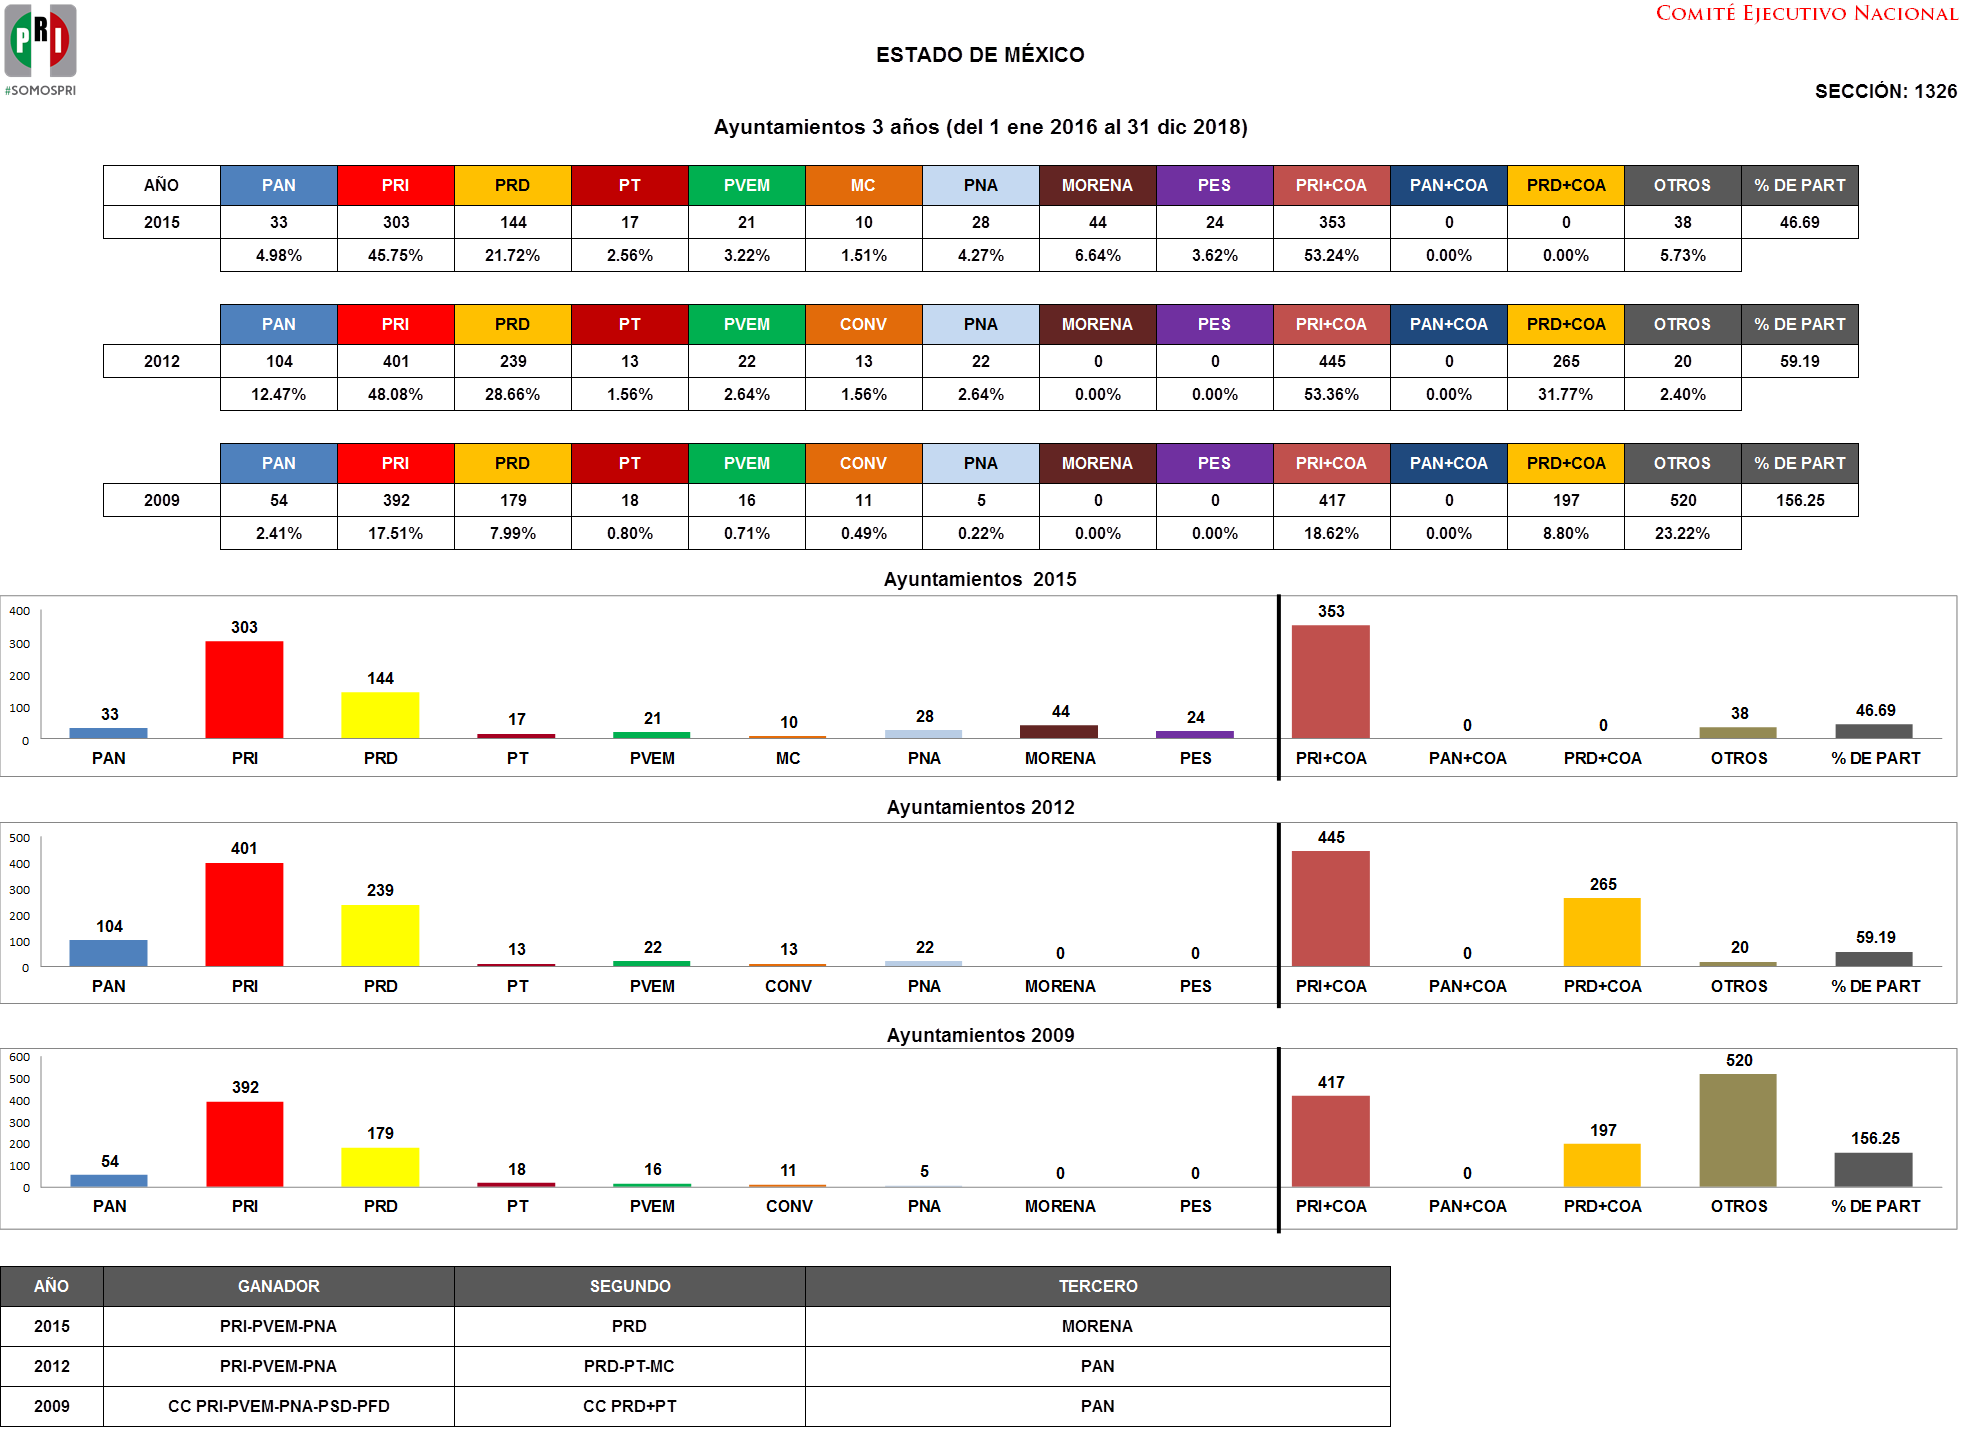 PRI
#SOMOSPRI
COMITÉ EJECUTIVO NACIONAL
ESTADO DE MÉXICO
SECCIÓN: 1326
Ayuntamientos 3 años (del 1 ene 2016 al 31 dic 2018)
AÑO PAN PRI PRD PT PVEM MC PNA MORENA PES PRI+COA PAN+COA PRD+COA OTROS % DE PART
2015 33 303 144 17 21 10 28 44 24 353 0 0 38 46.69
4.98% 45.75% 21.72% 2.56% 3.22% 1.51% 4.27% 6.64% 3.62% 53.24% 0.00% 0.00% 5.73%
PAN PRI PRD PT PVEM CONV PNA MORENA PES PRI+COA PAN+COA PRD+COA OTROS % DE PART
2012 104 401 239 13 22 13 22 0 0 445 0 265 20 59.19
12.47% 48.08% 28.66% 1.56% 2.64% 1.56% 2.64% 0.00% 0.00% 53.36% 0.00% 31.77% 2.40%
PAN PRI PRD PT PVEM CONV PNA MORENA PES PRI+COA PAN+COA PRD+COA OTROS % DE PART
2009 54 392 179 18 16 11 5 0 0 417 0 197 520 156.25
2.41% 17.51% 7.99% 0.80% 0.71% 0.49% 0.22% 0.00% 0.00% 18.62% 0.00% 8.80% 23.22%
Ayuntamientos 2015
400
300
200
100
0
33 303 144 17 21 10 28 44 24 353 0 0 38 46.69
PAN PRI PRD PT PVEM MC PNA MORENA PES PRI+COA PAN+COA PRD+COA OTROS % DE PART
Ayuntamientos 2012
500
400
300
200
100
0
104 401 239 13 22 13 22 0 0 445 0 265 20 59.19
PAN PRI PRD PT PVEM CONV PNA MORENA PES PRI+COA PAN+COA PRD+COA OTROS % DE PART
Ayuntamientos 2009
600
500
400
300
200
100
0
54 392 179 18 16 11 5 0 0 417 0 197 520 156.25
PAN PRI PRD PT PVEM CONV PNA MORENA PES PRI+COA PAN+COA PRD+COA OTROS % DE PART
AÑO GANADOR SEGUNDO TERCERO
2015 PRI-PVEM-PNA PRD MORENA
2012 PRI-PVEM-PNA PRD-PT-MC PAN
2009 CC PRI-PVEM-PNA-PSD-PFD CC PRD+PT PAN